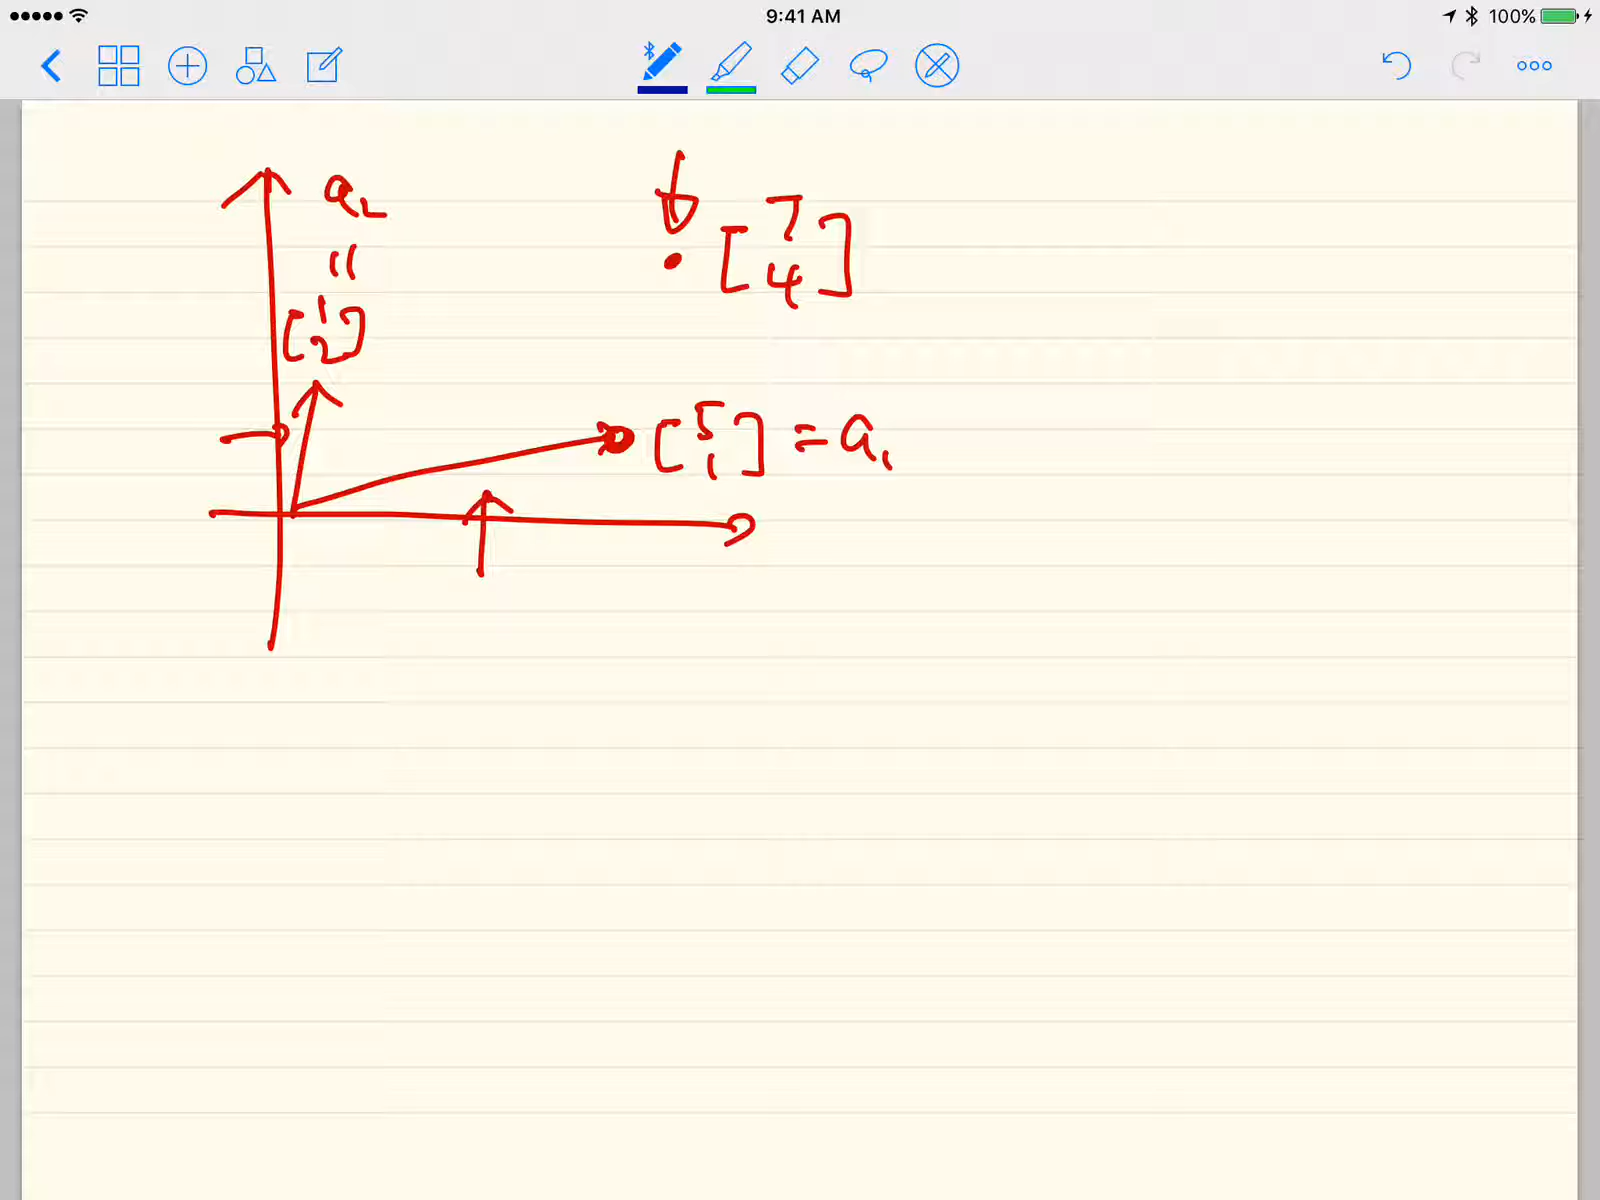 9:41 AM
100%
a₂
=
[1
2]
[7
4]
[5
1] = a₁